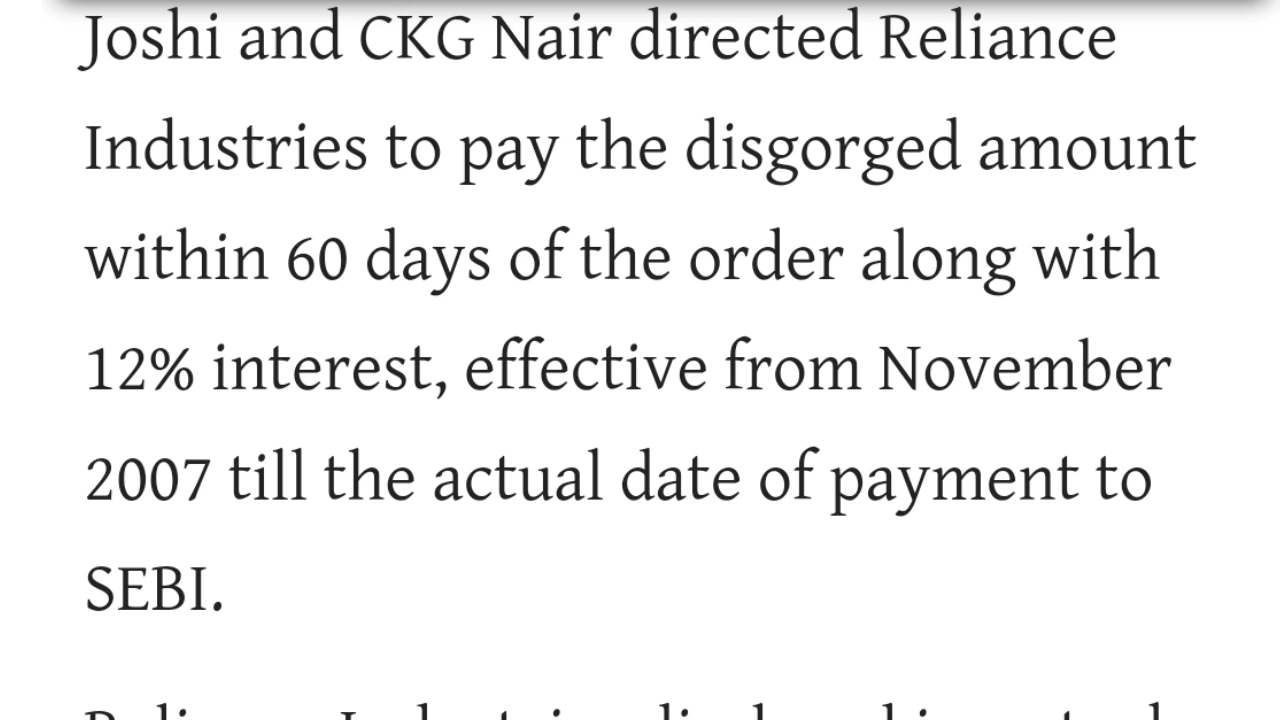 Joshi and CKG Nair directed Reliance
Industries to pay the disgorged amount
within 60 days of the order along with
12% interest, effective from November
2007 till the actual date of payment to
SEBI.